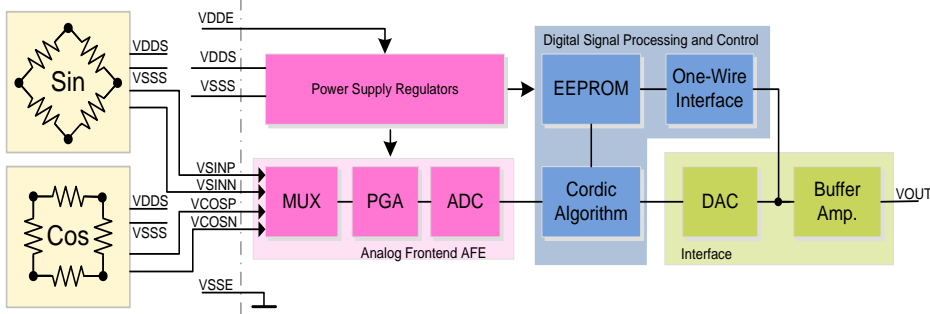 Sin
VDDS
VSSS
Cos
VDDS
VSSS
VDDE
VDDS
VSSS
Power Supply Regulators
VSINP
VSINN
VCOSP
VCOSN
MUX
PGA
ADC
Analog Frontend AFE
VSSE
Digital Signal Processing and Control
EEPROM
One-Wire
Interface
Cordic
Algorithm
DAC
Buffer
Amp.
Interface
VOUT